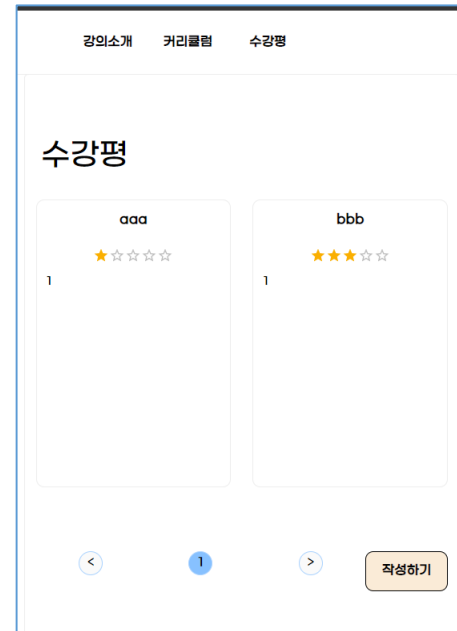 강의소개 커리큘럼 수강평
수강평
aaa bbb
1 1
< 1 > 작성하기